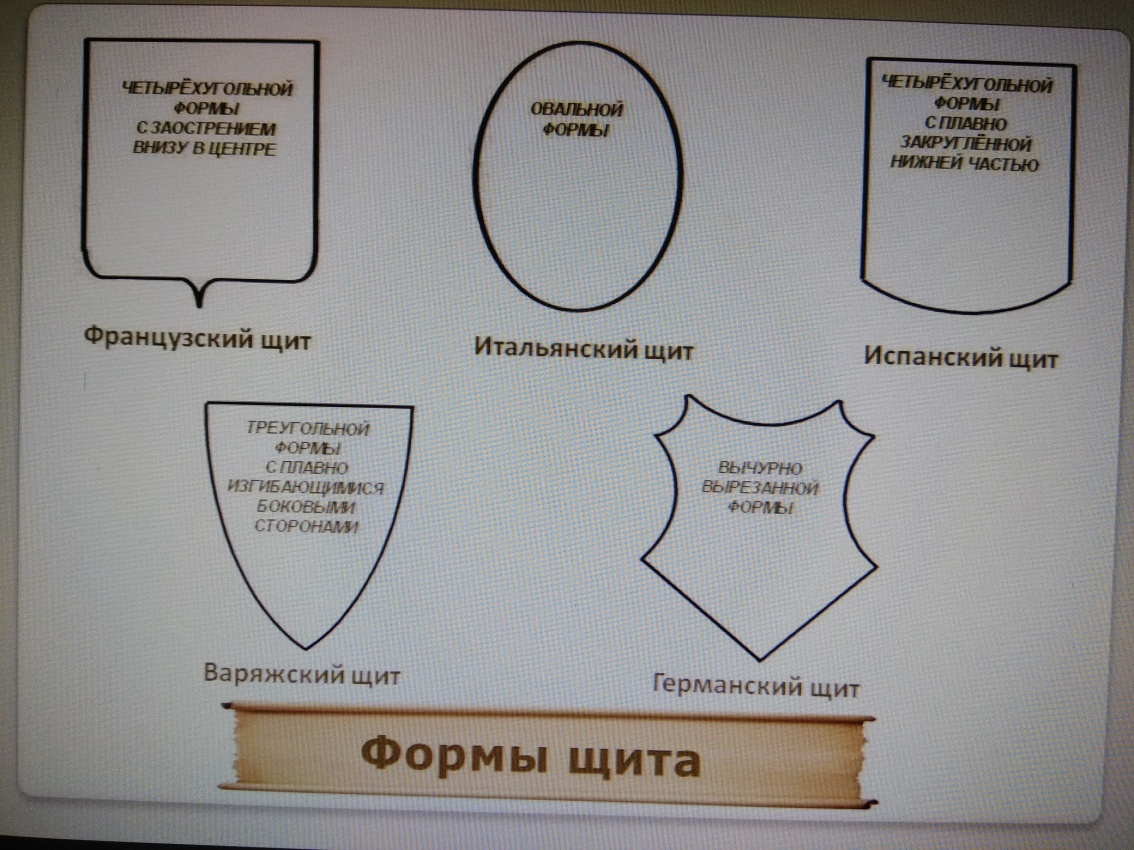 ЧЕТЫРЁХУГОЛЬНОЙ
ФОРМЫ
С ЗАОСТРЕНИЕМ
ВНИЗУ В ЦЕНТРЕ
Французский щит
ОВАЛЬНОЙ
ФОРМЫ
Итальянский щит
ЧЕТЫРЁХУГОЛЬНОЙ
ФОРМЫ
С ПЛАВНО
ЗАКРУГЛЁННОЙ
НИЖНЕЙ ЧАСТЬЮ
Испанский щит
ТРЕУГОЛЬНОЙ
ФОРМЫ
С ПЛАВНО
ИЗГИБАЮЩИМИСЯ
БОКОВЫМИ
СТОРОНАМИ
Варяжский щит
ВЫЧУРНО
ВЫРЕЗАННОЙ
ФОРМЫ
Германский щит
Формы щита